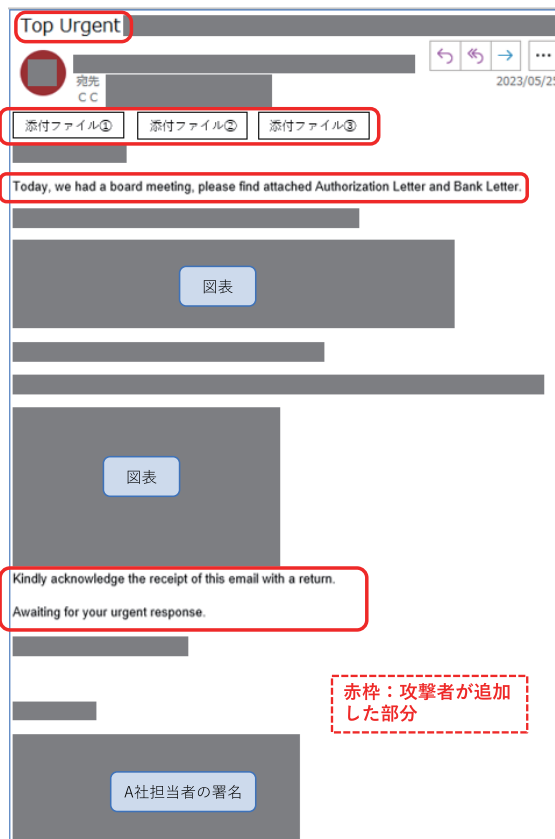 Top Urgent
宛先
2023/05/25
CC
添付ファイル① 添付ファイル② 添付ファイル③
Today, we had a board meeting, please find attached Authorization Letter and Bank Letter.
図表
図表
Kindly acknowledge the receipt of this email with a return.
Awaiting for your urgent response.
赤枠：攻撃者が追加
した部分
A社担当者の署名